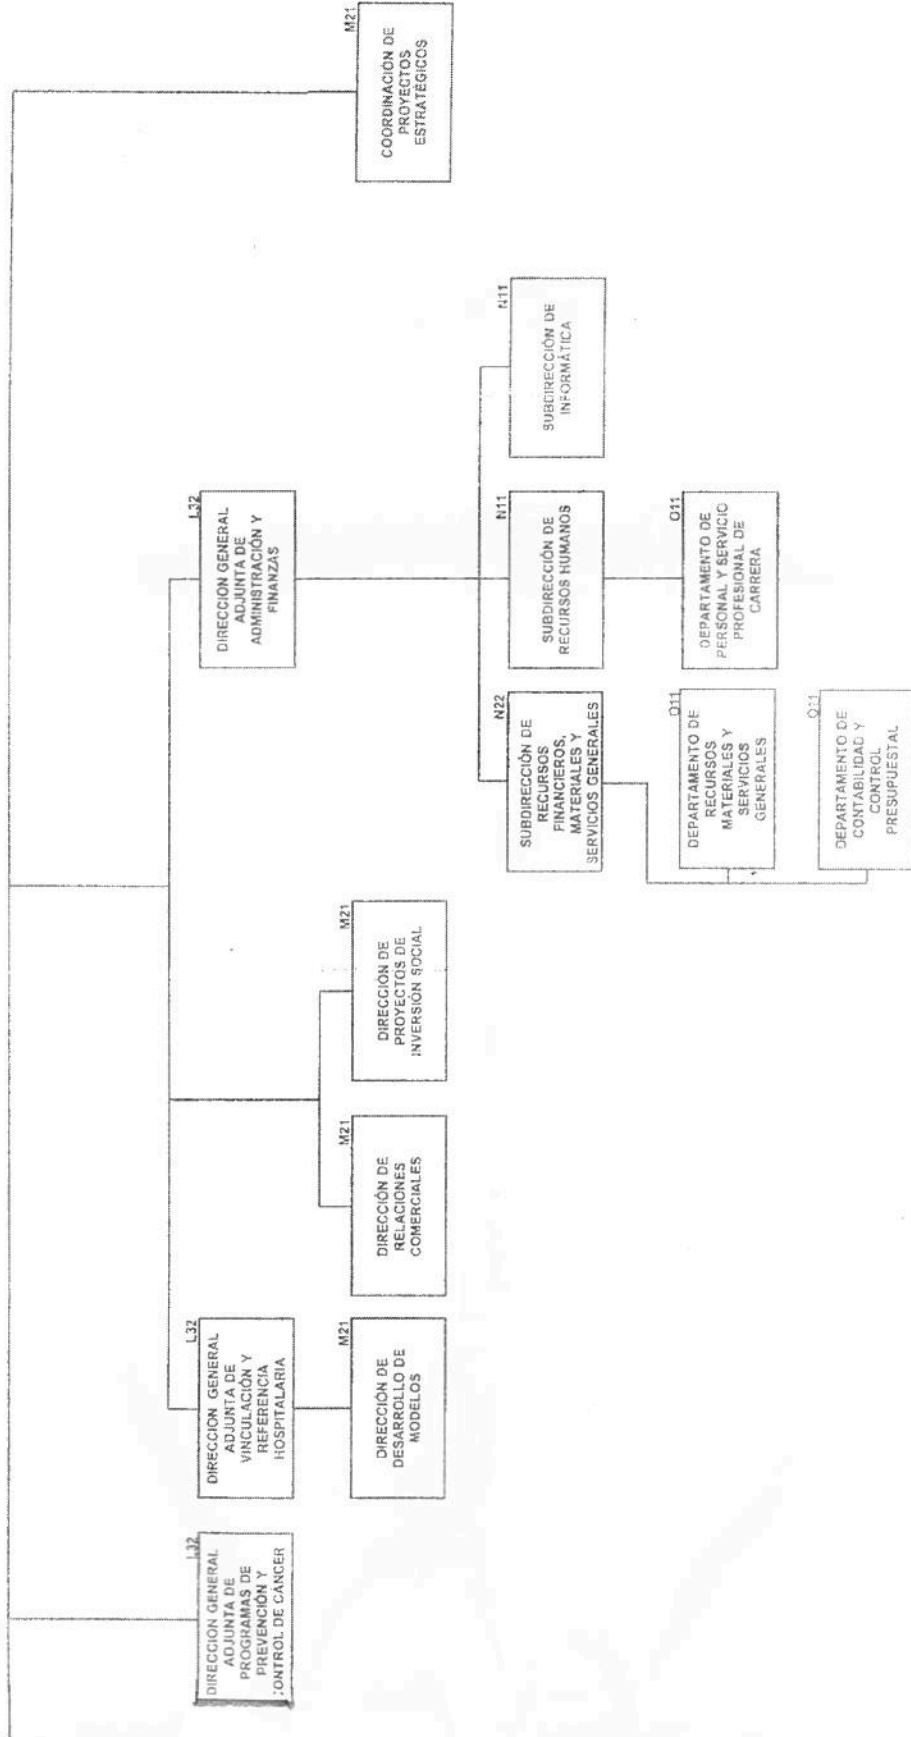 L32
DIRECCION GENERAL
ADJUNTA DE
PROGRAMAS DE
PREVENCIÓN Y
CONTROL DE CÁNCER
L32
DIRECCION GENERAL
ADJUNTA DE
VINCULACIÓN Y
REFERENCIA
HOSPITALARIA
L32
DIRECCION GENERAL
ADJUNTA DE
ADMINISTRACIÓN Y
FINANZAS
M21
DIRECCIÓN DE
DESARROLLO DE
MODELOS
M21
DIRECCIÓN DE
RELACIONES
COMERCIALES
M21
DIRECCIÓN DE
PROYECTOS DE
INVERSIÓN SOCIAL
M21
COORDINACIÓN DE
PROYECTOS
ESTRATÉGICOS
N22
SUBDIRECCIÓN DE
RECURSOS
FINANCIEROS,
MATERIALES Y
SERVICIOS GENERALES
N11
SUBDIRECCIÓN DE
RECURSOS HUMANOS
N11
SUBDIRECCIÓN DE
INFORMÁTICA
O11
DEPARTAMENTO DE
RECURSOS
MATERIALES Y
SERVICIOS
GENERALES
O11
DEPARTAMENTO DE
PERSONAL Y SERVICIO
PROFESIONAL DE
CARRERA
O11
DEPARTAMENTO DE
CONTABILIDAD Y
CONTROL
PRESUPUESTAL